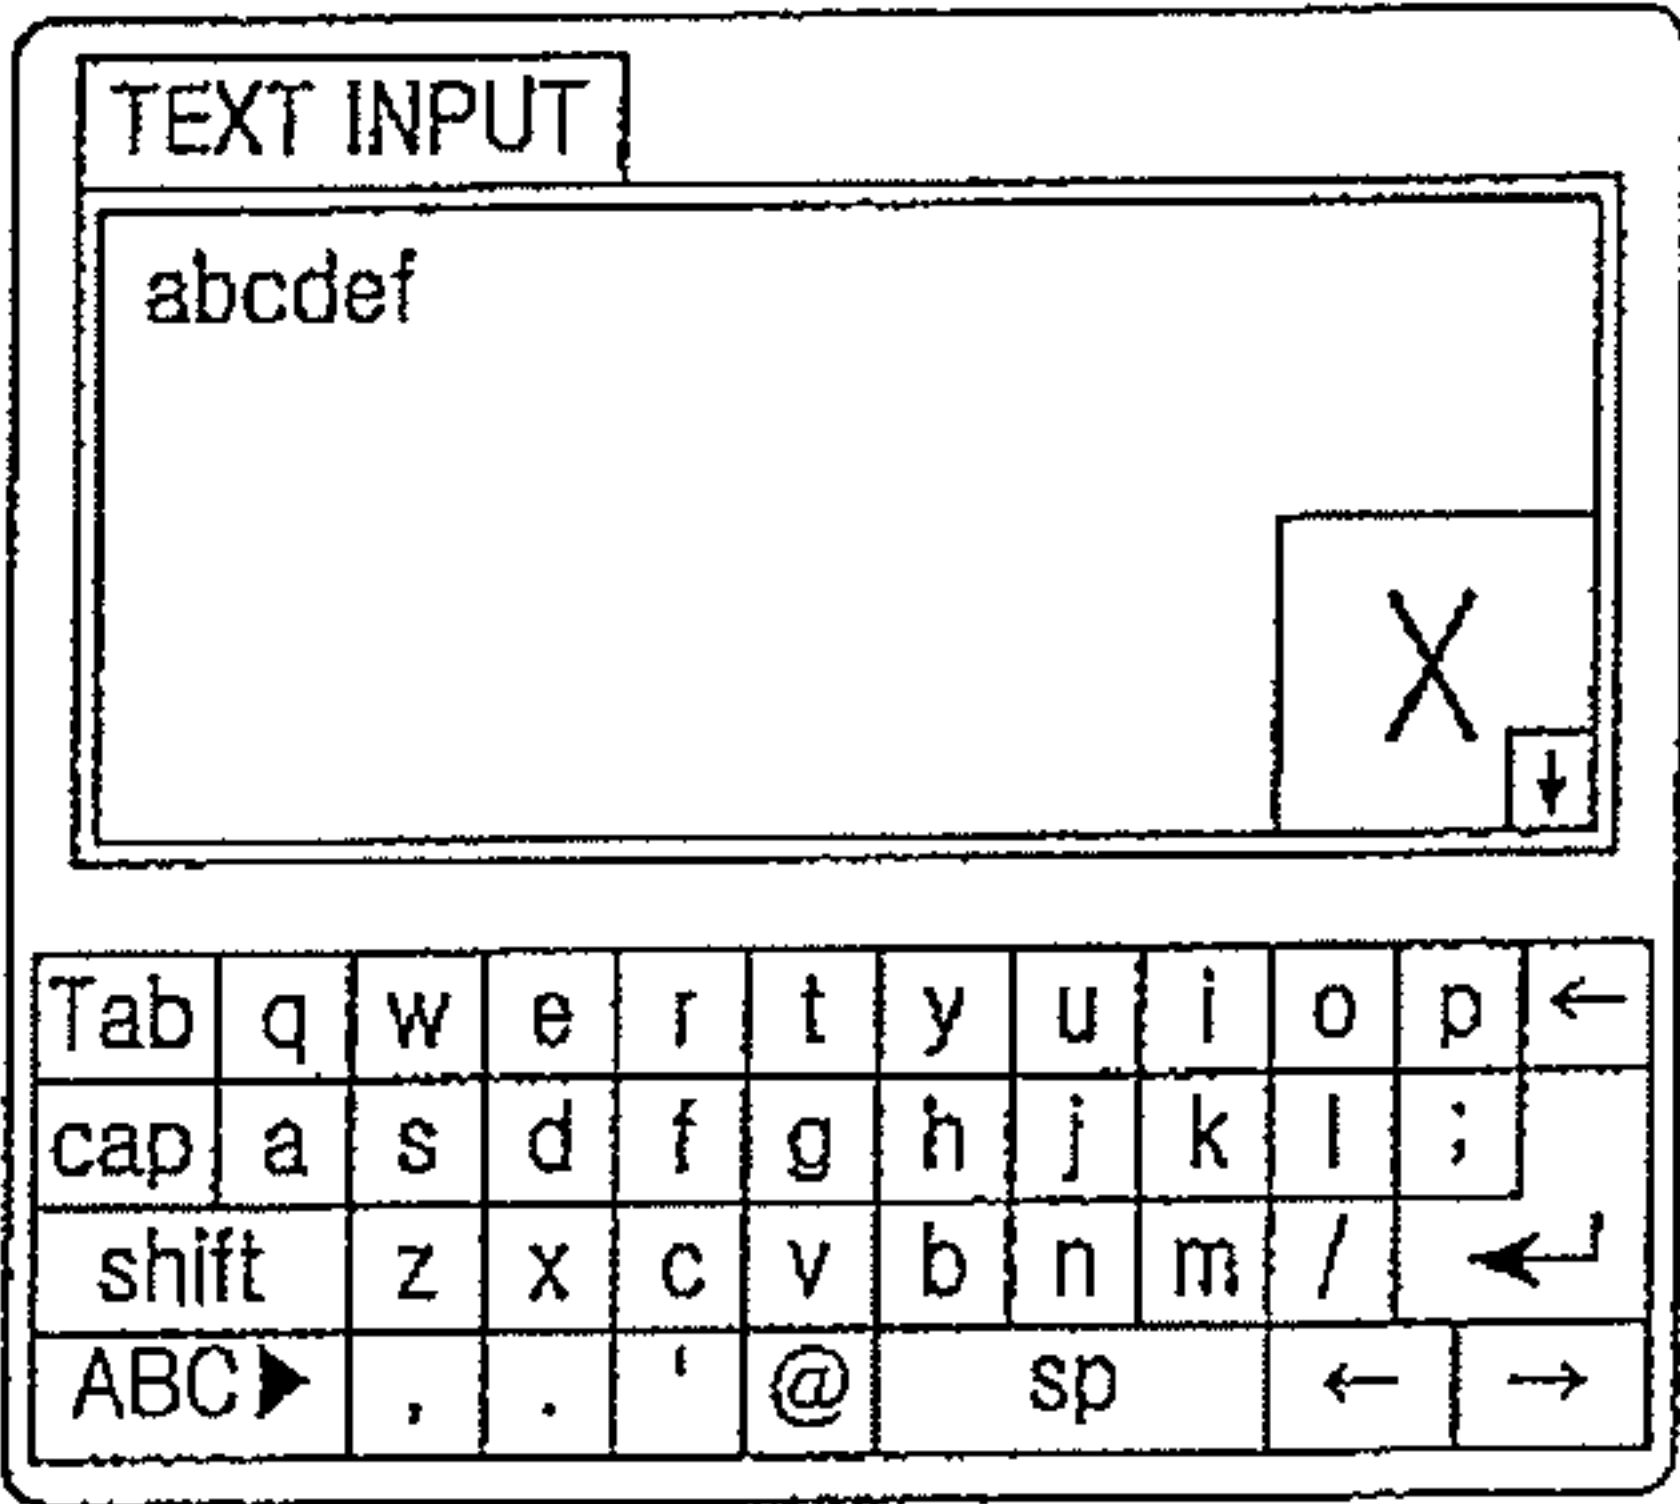 TEXT INPUT
abcdef
X
↓
Tab q w e r t y u i o p ←
cap a s d f g h j k l ;
shift z x c v b n m / ↵
ABC▶ , . ' @ sp ← →